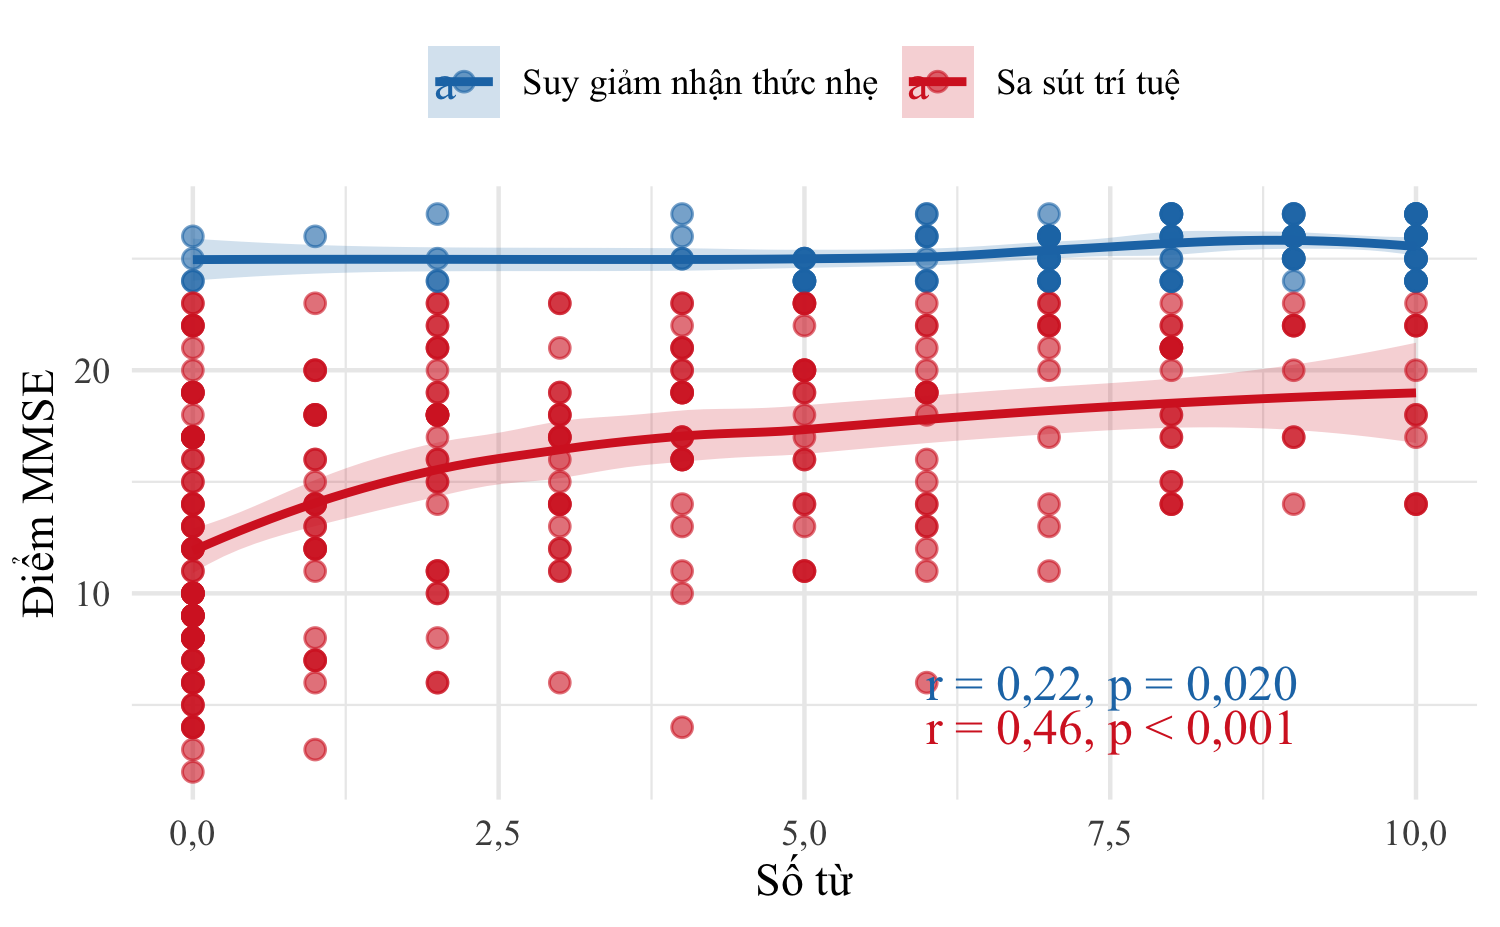 a Suy giảm nhận thức nhẹ a Sa sút trí tuệ
Điểm MMSE
20
10
r = 0,22, p = 0,020
r = 0,46, p < 0,001
0,0 2,5 5,0 7,5 10,0
Số từ